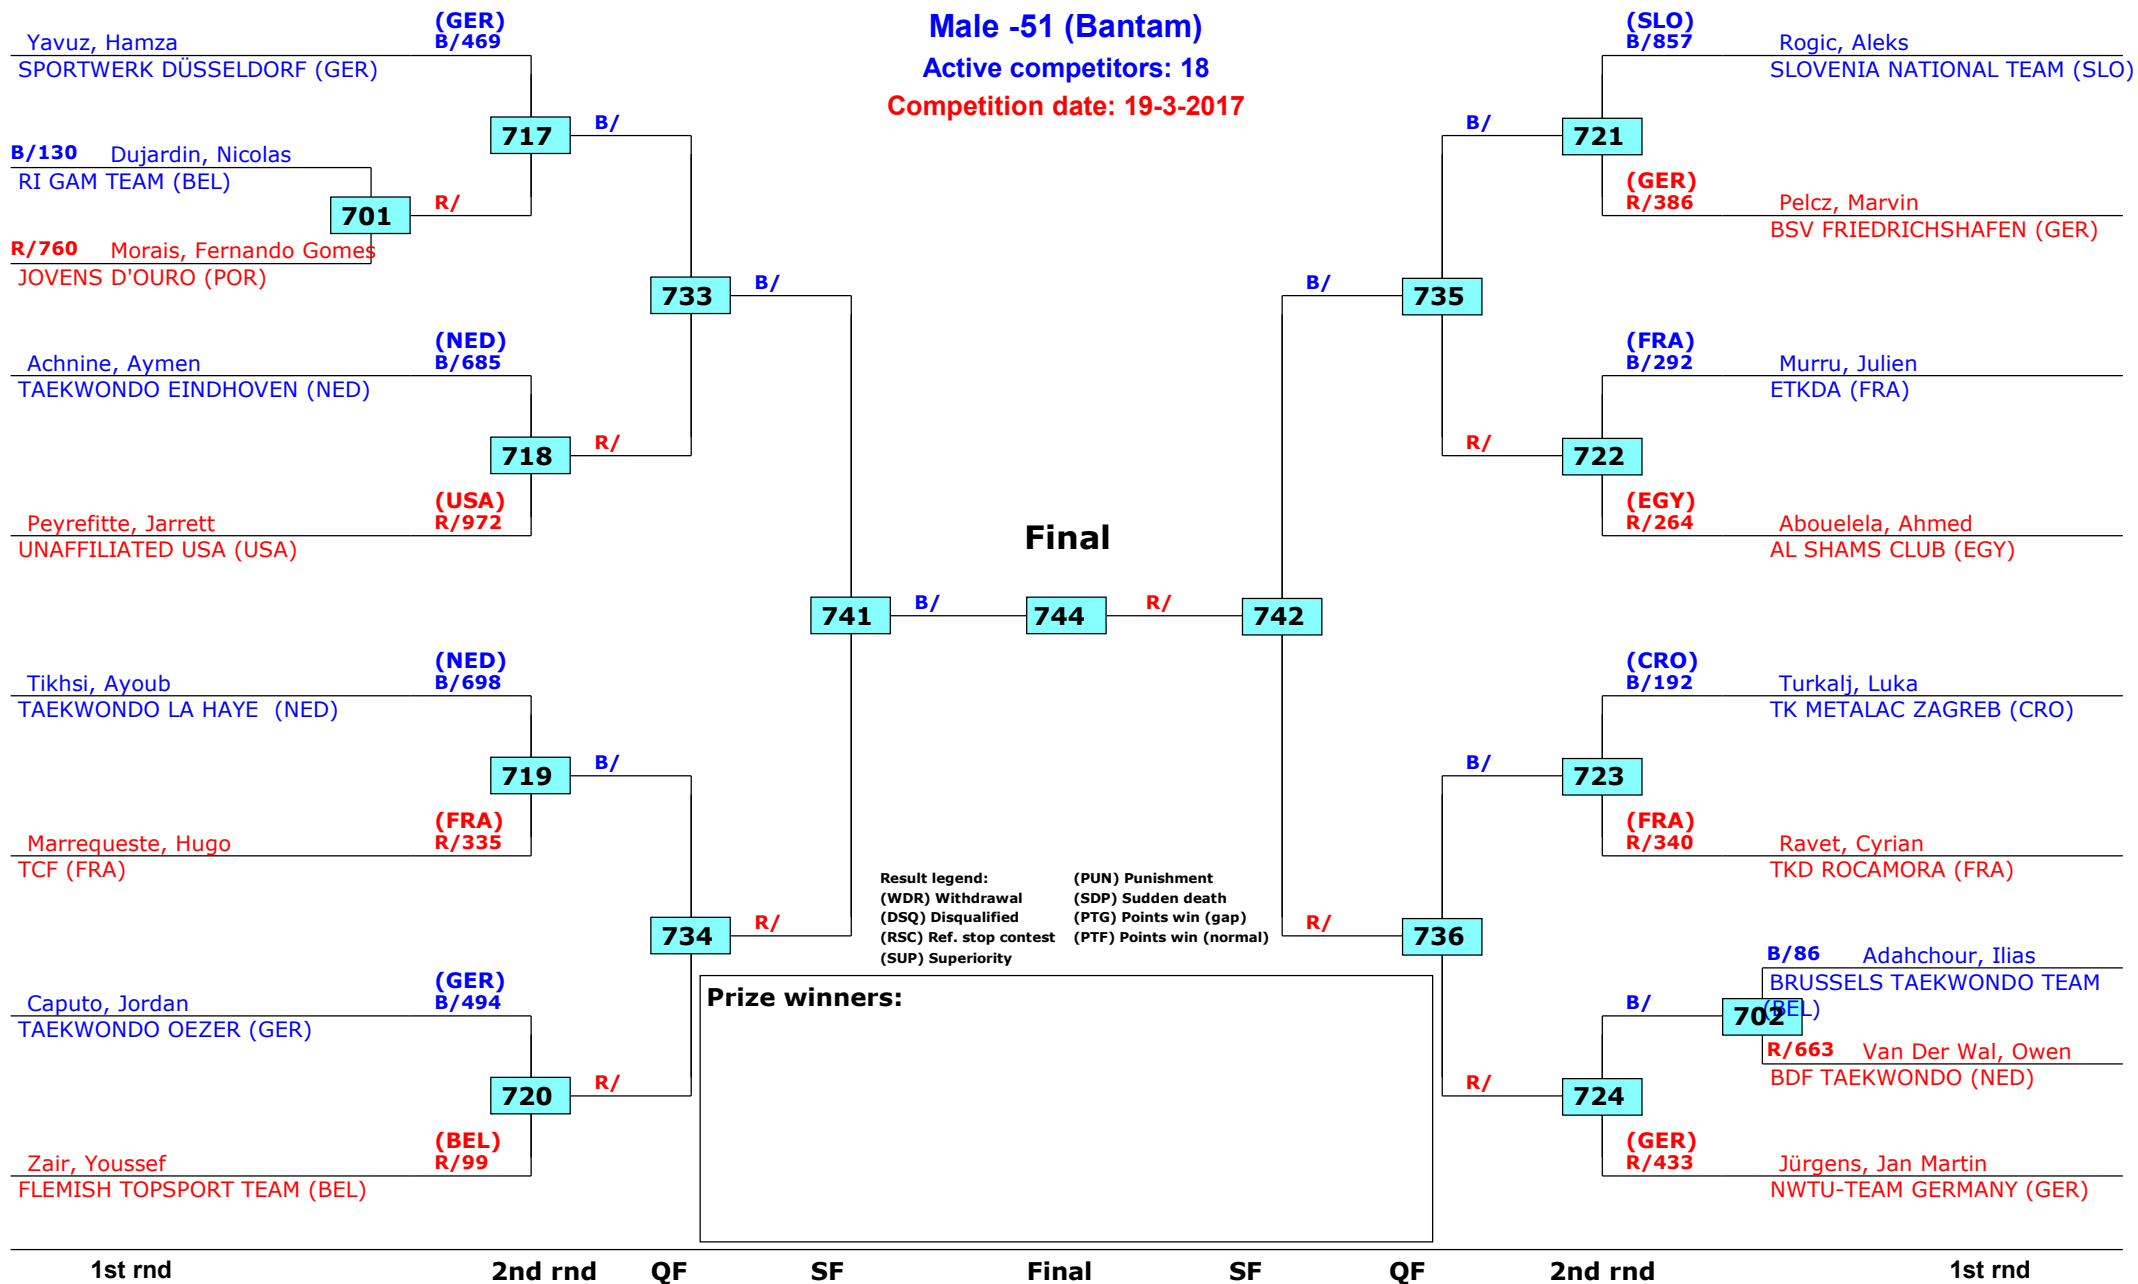 Male -51 (Bantam)
Active competitors: 18
Competition date: 19-3-2017
(GER)
Yavuz, Hamza B/469
SPORTWERK DÜSSELDORF (GER)
717 B/
B/130 Dujardin, Nicolas
RI GAM TEAM (BEL)
701 R/
R/760 Morais, Fernando Gomes
JOVENS D'OURO (POR)
733 B/
(NED)
Achnine, Aymen B/685
TAEKWONDO EINDHOVEN (NED)
718 R/
(USA)
Peyrefitte, Jarrett R/972
UNAFFILIATED USA (USA)
741 B/
(NED)
Tikhsi, Ayoub B/698
TAEKWONDO LA HAYE (NED)
719 B/
(FRA)
Marrequeste, Hugo R/335
TCF (FRA)
734 R/
(GER)
Caputo, Jordan B/494
TAEKWONDO OEZER (GER)
720 R/
(BEL)
Zair, Youssef R/99
FLEMISH TOPSPORT TEAM (BEL)
Final
744 R/ 742
(SLO)
B/857 Rogic, Aleks
SLOVENIA NATIONAL TEAM (SLO)
B/ 721
(GER)
R/386 Pelcz, Marvin
BSV FRIEDRICHSHAFEN (GER)
B/ 735
(FRA)
B/292 Murru, Julien
ETKDA (FRA)
R/ 722
(EGY)
R/264 Abouelela, Ahmed
AL SHAMS CLUB (EGY)
(CRO)
B/192 Turkalj, Luka
TK METALAC ZAGREB (CRO)
B/ 723
(FRA)
R/340 Ravet, Cyrian
TKD ROCAMORA (FRA)
R/ 736
B/86 Adahchour, Ilias
BRUSSELS TAEKWONDO TEAM
(BEL)
B/ 702
R/663 Van Der Wal, Owen
BDF TAEKWONDO (NED)
R/ 724
(GER)
R/433 Jürgens, Jan Martin
NWTU-TEAM GERMANY (GER)
Result legend: (PUN) Punishment
(WDR) Withdrawal (SDP) Sudden death
(DSQ) Disqualified (PTG) Points win (gap)
(RSC) Ref. stop contest (PTF) Points win (normal)
(SUP) Superiority
Prize winners:
1st rnd 2nd rnd QF SF Final SF QF 2nd rnd 1st rnd